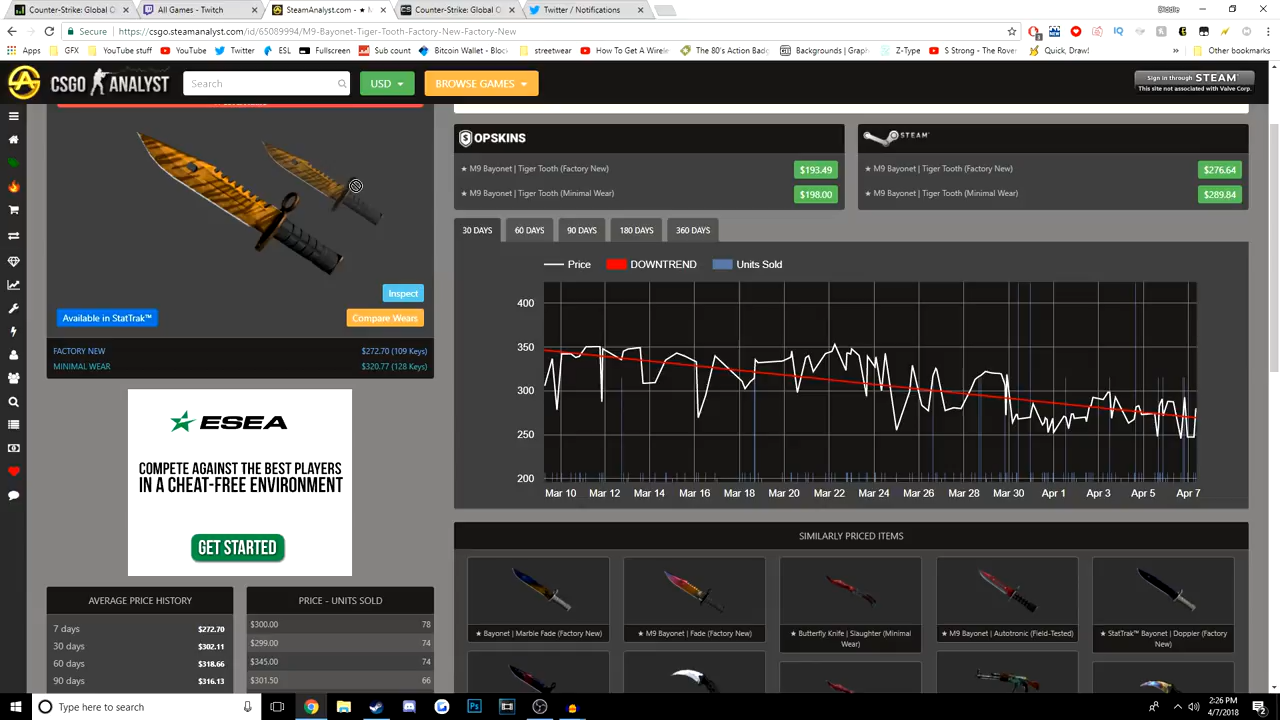 Counter-Strike: Global O
All Games - Twitch
SteamAnalyst.com - ★ M
Counter-Strike: Global O
Twitter / Notifications
Secure
https://csgo.steamanalyst.com/id/65089994/M9-Bayonet-Tiger-Tooth-Factory-New-Factory-New
Apps
GFX
YouTube stuff
YouTube
Twitter
ESL
Fullscreen
Sub count
Bitcoin Wallet - Block
streetwear
How To Get A Wirele
The 80's Action Badg
Backgrounds | Graph
Z-Type
S Strong - The Rover
Quick, Draw!
Other bookmarks
CSGO ANALYST
Search
USD
BROWSE GAMES
Sign in through STEAM
This site not associated with Valve Corp.
Inspect
Available in StatTrak™
Compare Wears
FACTORY NEW $272.70 (109 Keys)
MINIMAL WEAR $320.77 (128 Keys)
OPSKINS
★ M9 Bayonet | Tiger Tooth (Factory New) $193.49
★ M9 Bayonet | Tiger Tooth (Minimal Wear) $198.00
STEAM
★ M9 Bayonet | Tiger Tooth (Factory New) $276.64
★ M9 Bayonet | Tiger Tooth (Minimal Wear) $289.84
30 DAYS
60 DAYS
90 DAYS
180 DAYS
360 DAYS
Price
DOWNTREND
Units Sold
400
350
300
250
200
Mar 10 Mar 12 Mar 14 Mar 16 Mar 18 Mar 20 Mar 22 Mar 24 Mar 26 Mar 28 Mar 30 Apr 1 Apr 3 Apr 5 Apr 7
ESEA
COMPETE AGAINST THE BEST PLAYERS
IN A CHEAT-FREE ENVIRONMENT
GET STARTED
AVERAGE PRICE HISTORY
7 days $272.70
30 days $302.11
60 days $318.66
90 days $316.13
PRICE - UNITS SOLD
$300.00 78
$299.00 74
$345.00 74
$301.50 66
SIMILARLY PRICED ITEMS
★ Bayonet | Marble Fade (Factory New)
★ M9 Bayonet | Fade (Factory New)
★ Butterfly Knife | Slaughter (Minimal
Wear)
★ M9 Bayonet | Autotronic (Field-Tested)
★ StatTrak™ Bayonet | Doppler (Factory
New)
Type here to search
2:26 PM
4/7/2018